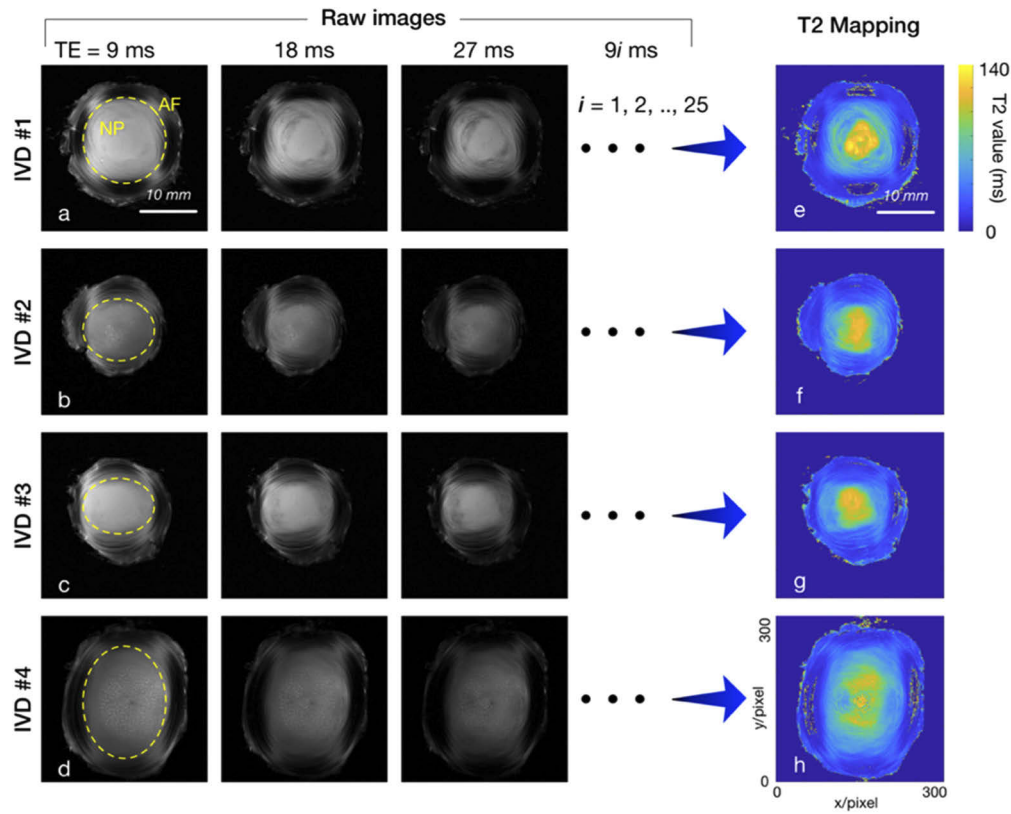 Raw images
T2 Mapping
TE = 9 ms
18 ms
27 ms
9i ms
IVD #1
AF
NP
10 mm
a
i = 1, 2, .., 25
10 mm
e
140
T2 value (ms)
0
IVD #2
b
f
IVD #3
c
g
IVD #4
d
300
y/pixel
0
h
0
300
x/pixel